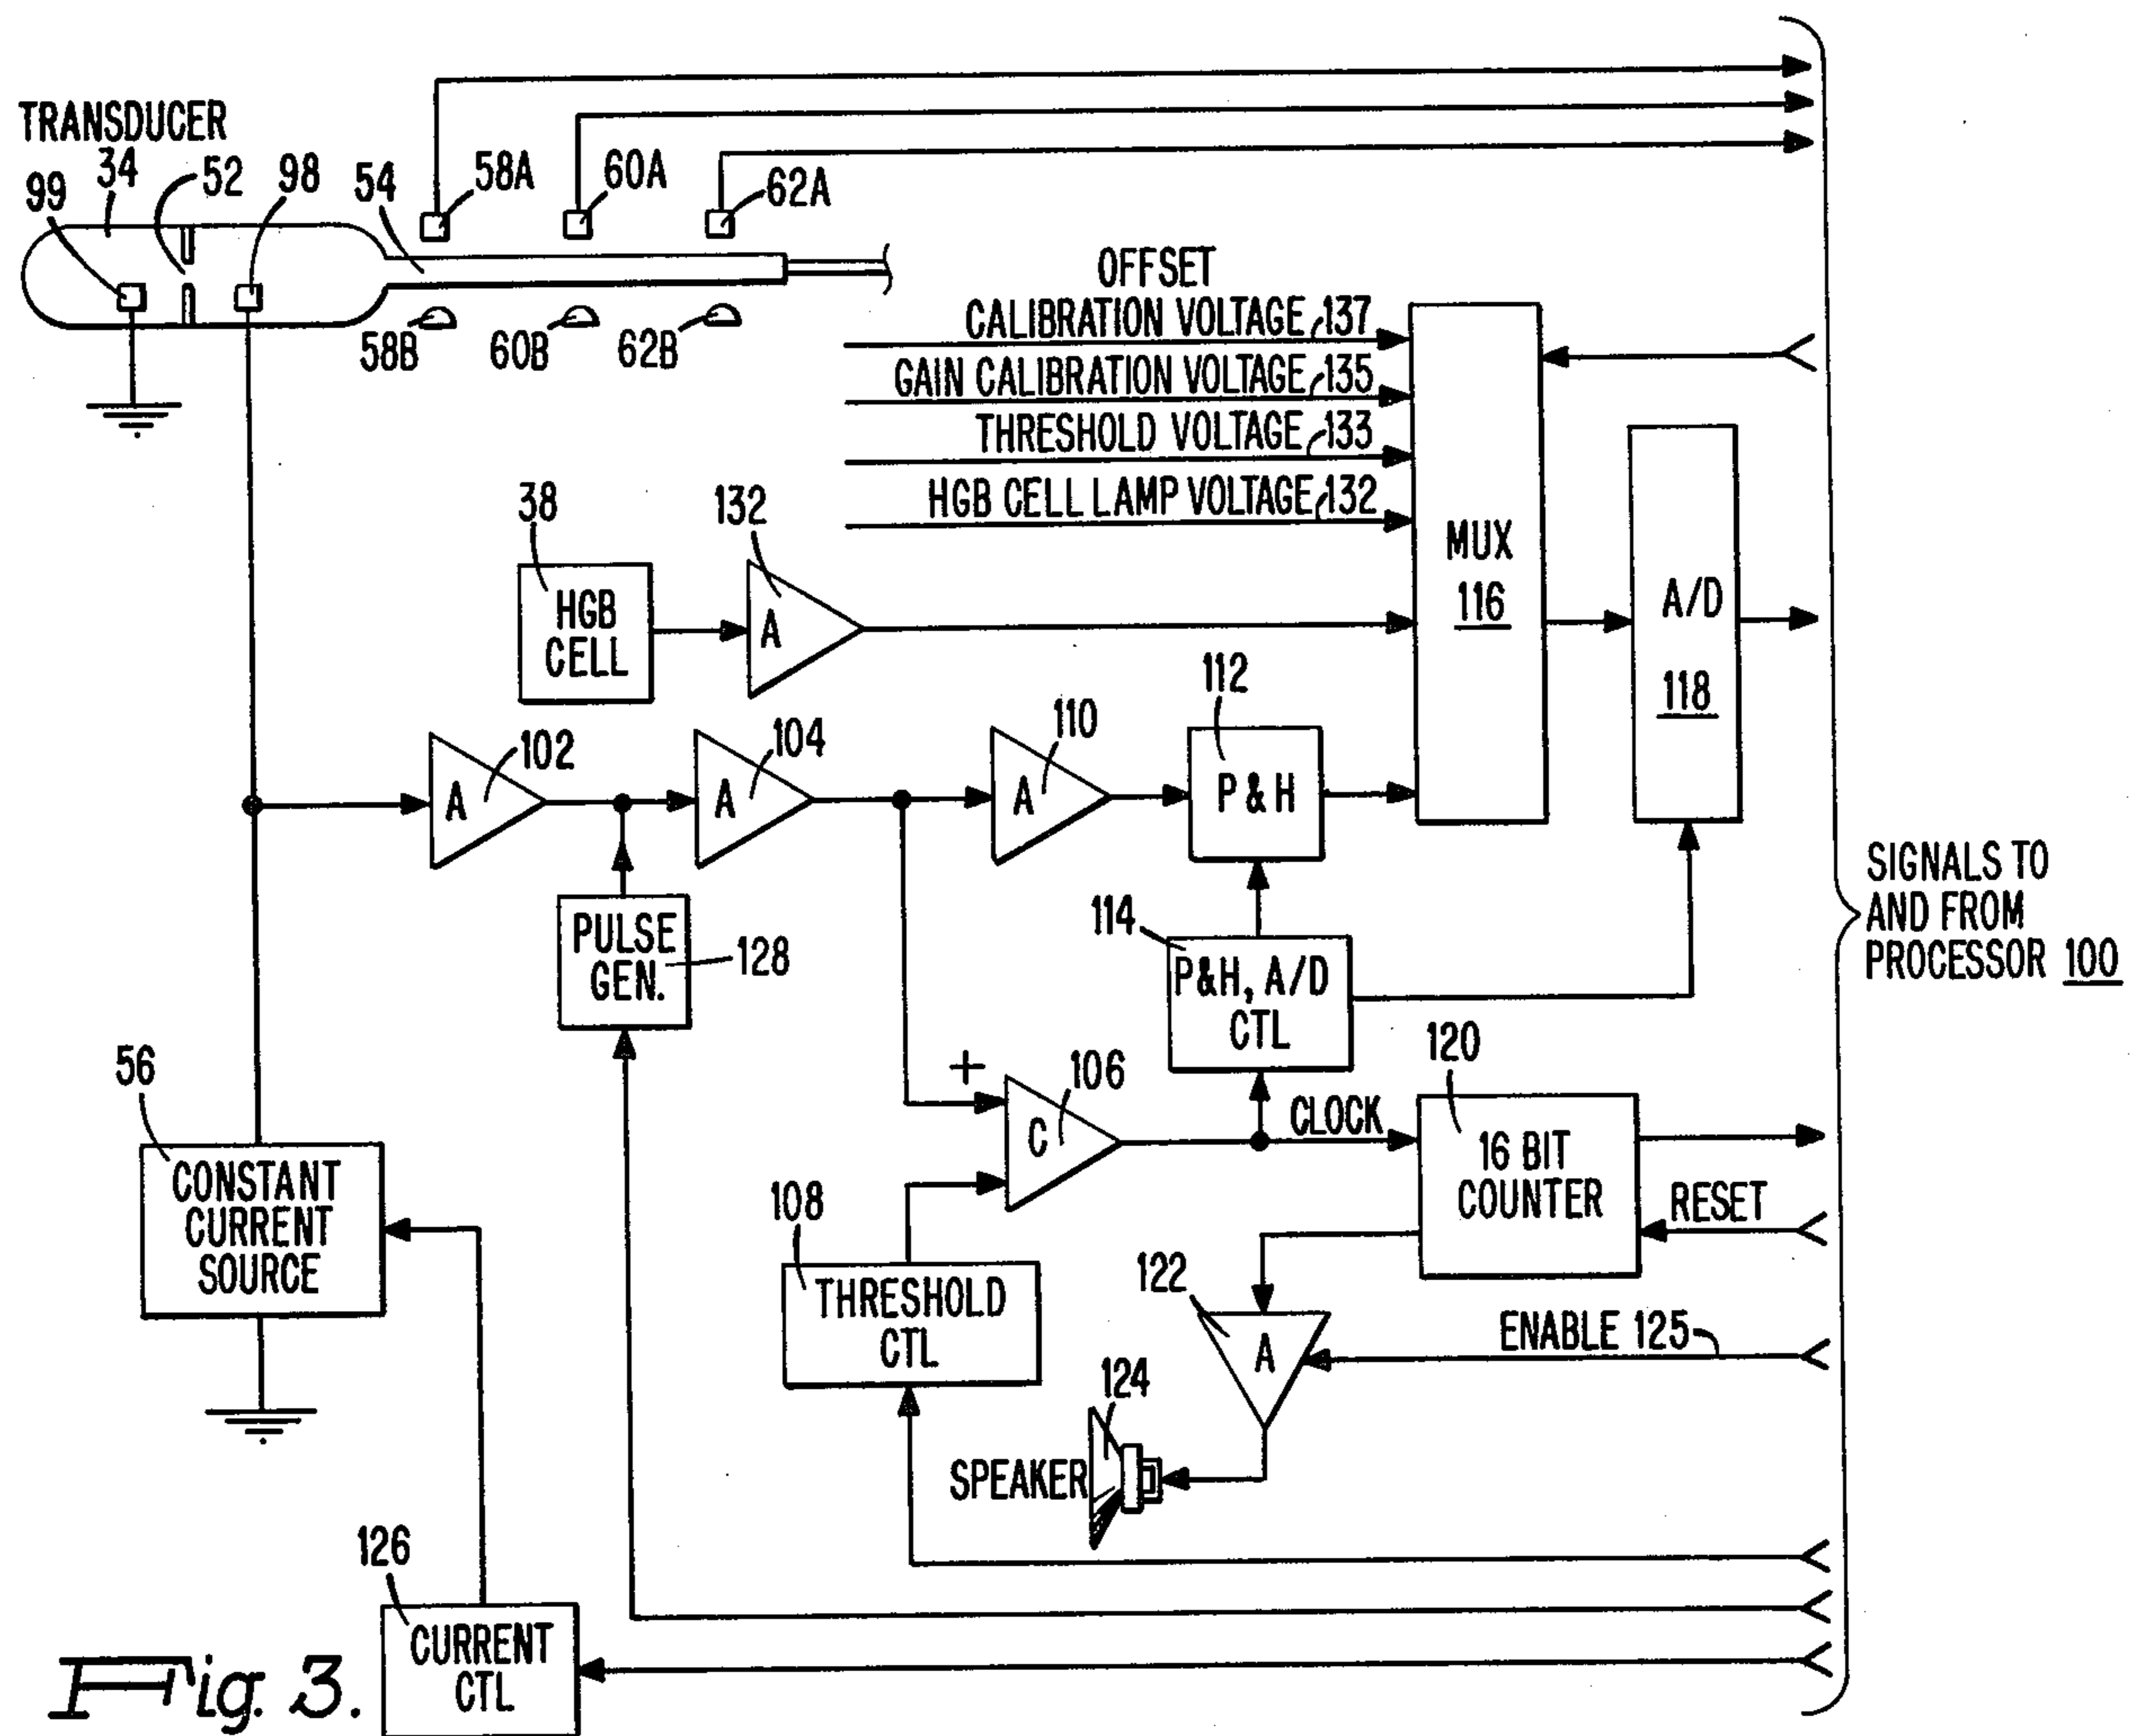 TRANSDUCER
34
99
52
98
54
58A
60A
62A
58B
60B
62B
OFFSET
CALIBRATION VOLTAGE 137
GAIN CALIBRATION VOLTAGE 135
THRESHOLD VOLTAGE 133
HGB CELL LAMP VOLTAGE 132
MUX
116
A/D
118
38
HGB
CELL
132
A
102
A
104
A
110
A
112
P & H
PULSE
GEN.
128
114
P&H, A/D
CTL
SIGNALS TO
AND FROM
PROCESSOR 100
56
CONSTANT
CURRENT
SOURCE
+
106
C
CLOCK
120
16 BIT
COUNTER
RESET
108
THRESHOLD
CTL
122
A
ENABLE 125
124
SPEAKER
126
CURRENT
CTL
Fig. 3.